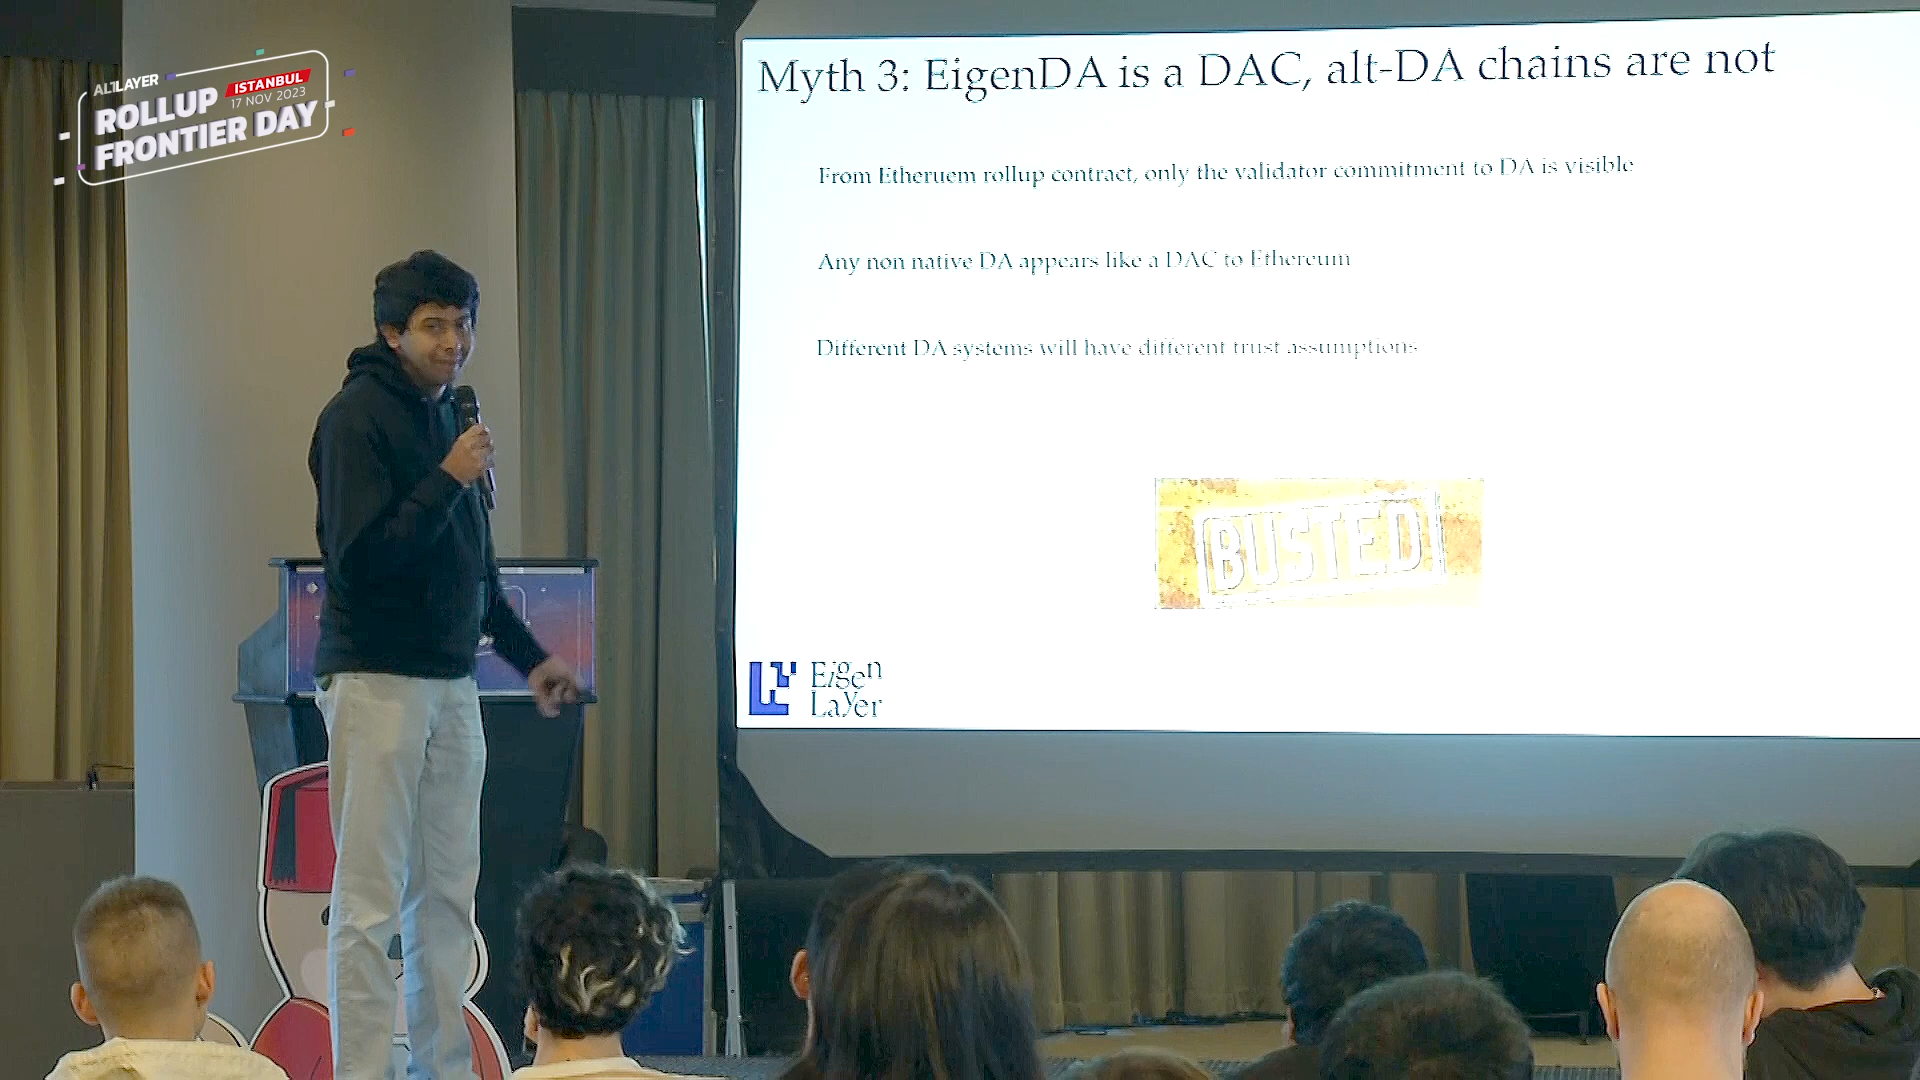 ALTLAYER
ISTANBUL
ROLLUP
17 NOV 2023
FRONTIER DAY
Myth 3: EigenDA is a DAC, alt-DA chains are not
From Etheruem rollup contract, only the validator commitment to DA is visible
Any non native DA appears like a DAC to Ethereum
Different DA systems will have different trust assumptions
BUSTED
Eigen
Layer